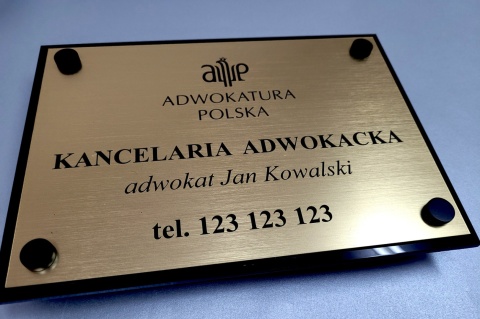 ADWOKATURA
POLSKA
KANCELARIA ADWOKACKA
adwokat Jan Kowalski
tel. 123 123 123